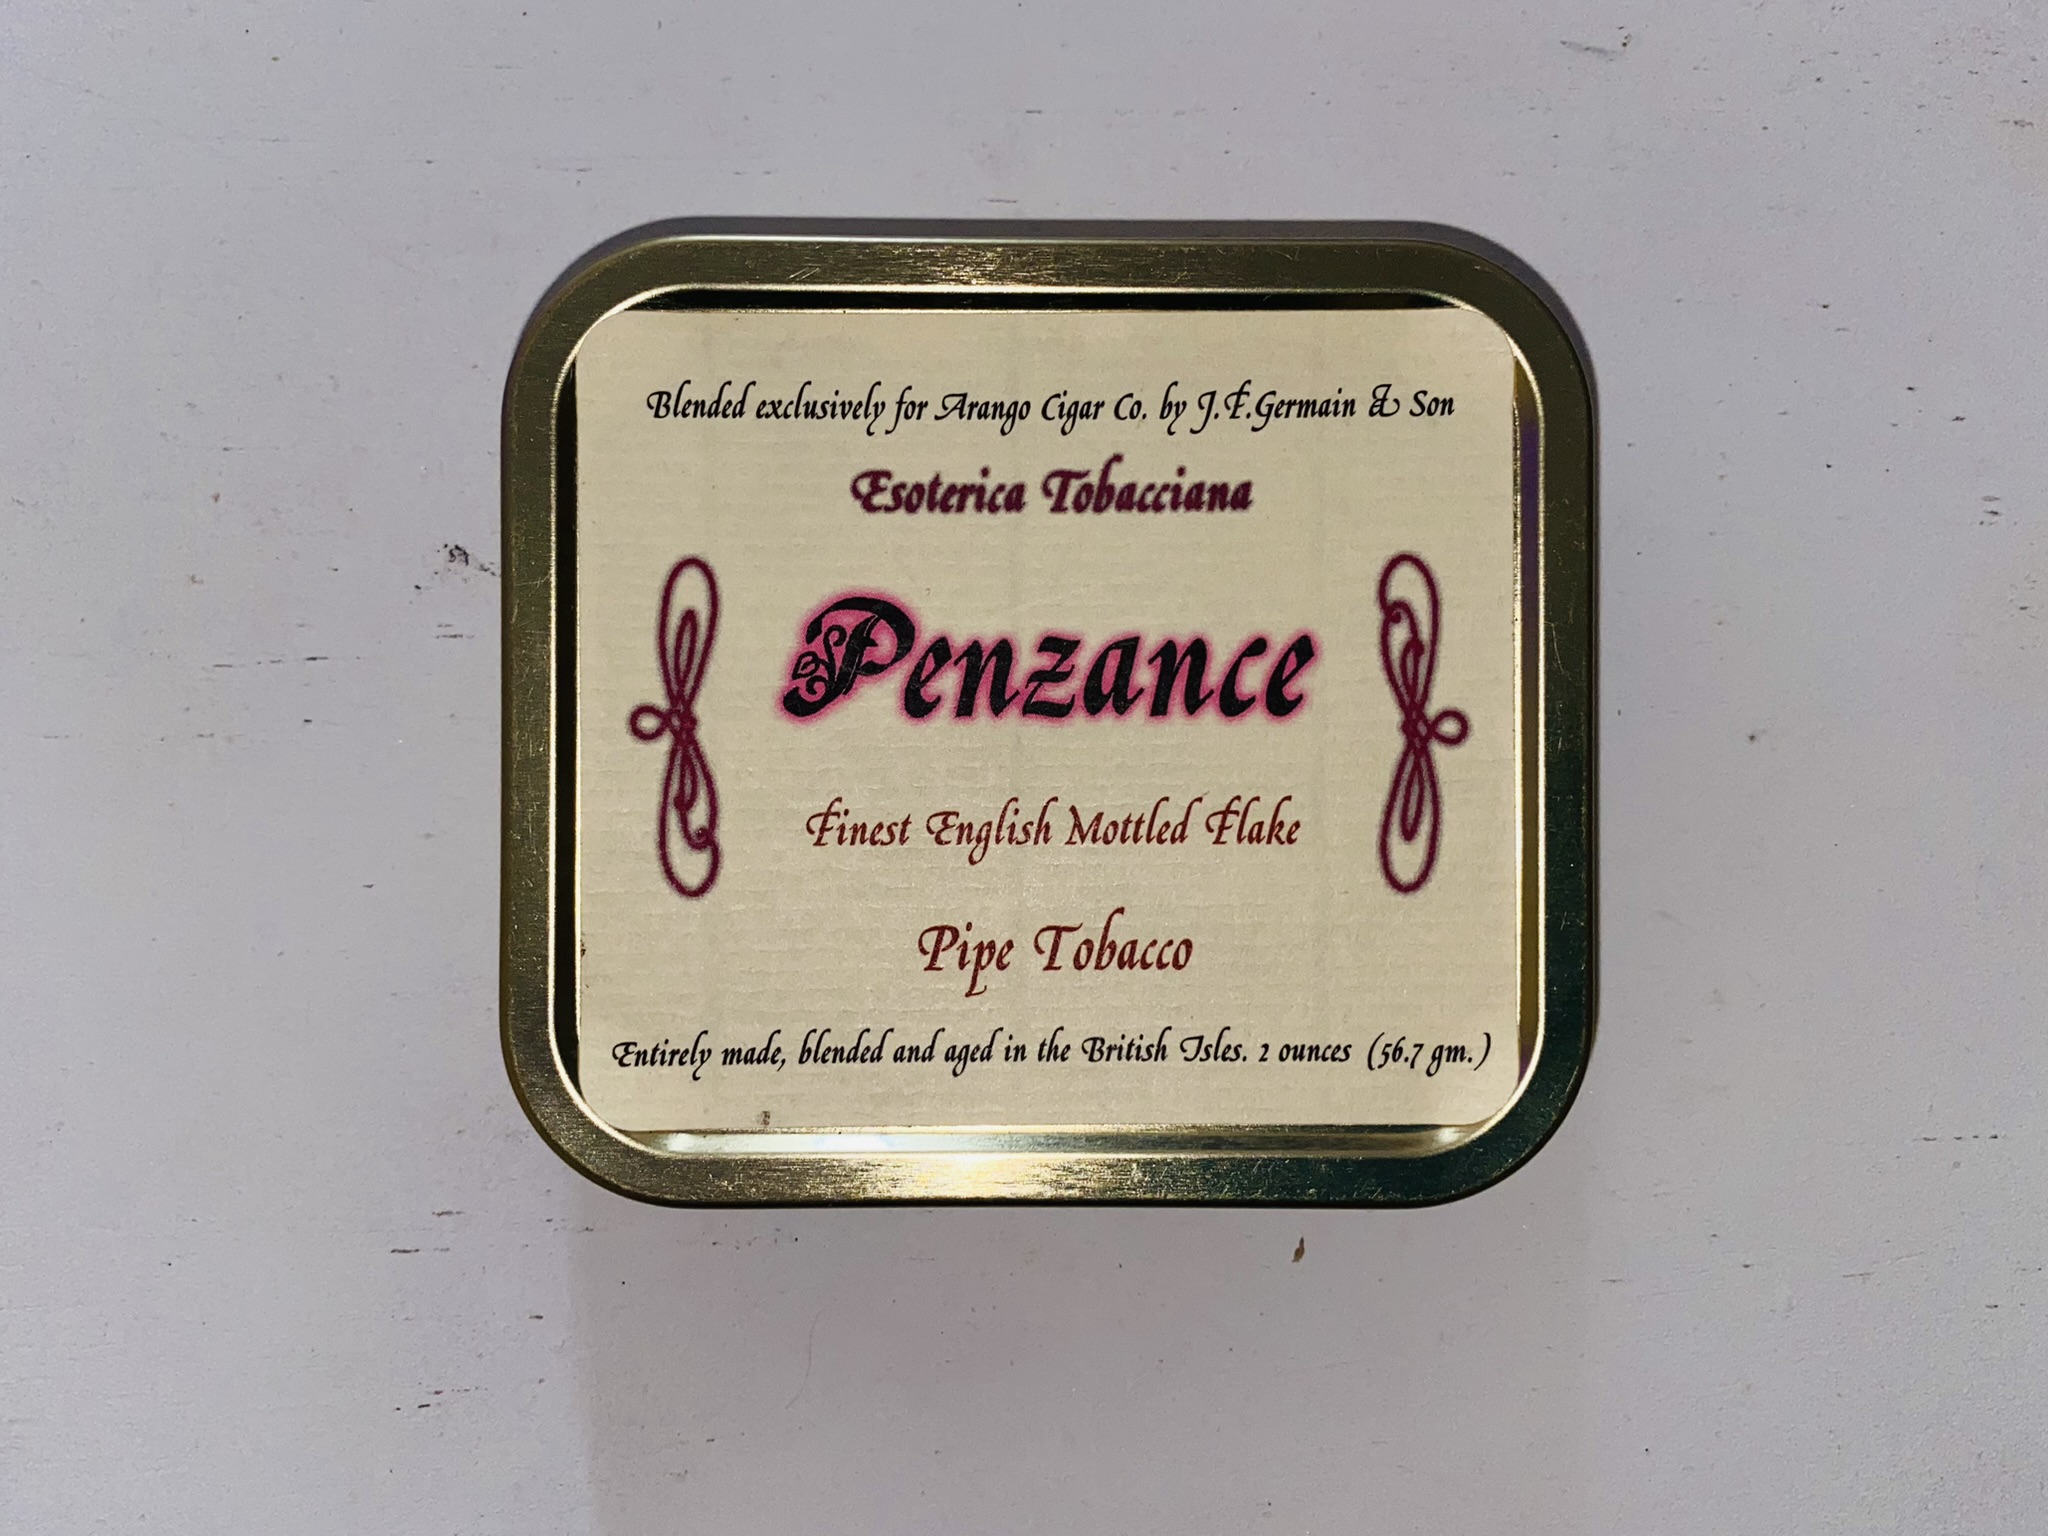 Blended exclusively for Arango Cigar Co. by J.F.Germain & Son
Esoterica Tobacciana
Penzance
Finest English Mottled Flake
Pipe Tobacco
Entirely made, blended and aged in the British Isles. 2 ounces (56.7 gm.)